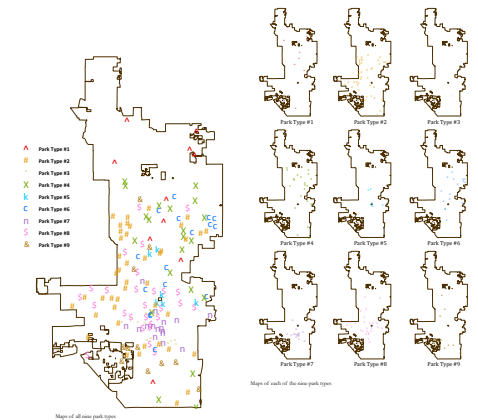 ^ Park Type #1
# Park Type #2
· Park Type #3
X Park Type #4
k Park Type #5
c Park Type #6
n Park Type #7
$ Park Type #8
& Park Type #9
Maps of all nine park types
Park Type #1 Park Type #2 Park Type #3
Park Type #4 Park Type #5 Park Type #6
Park Type #7 Park Type #8 Park Type #9
Maps of each of the nine park types